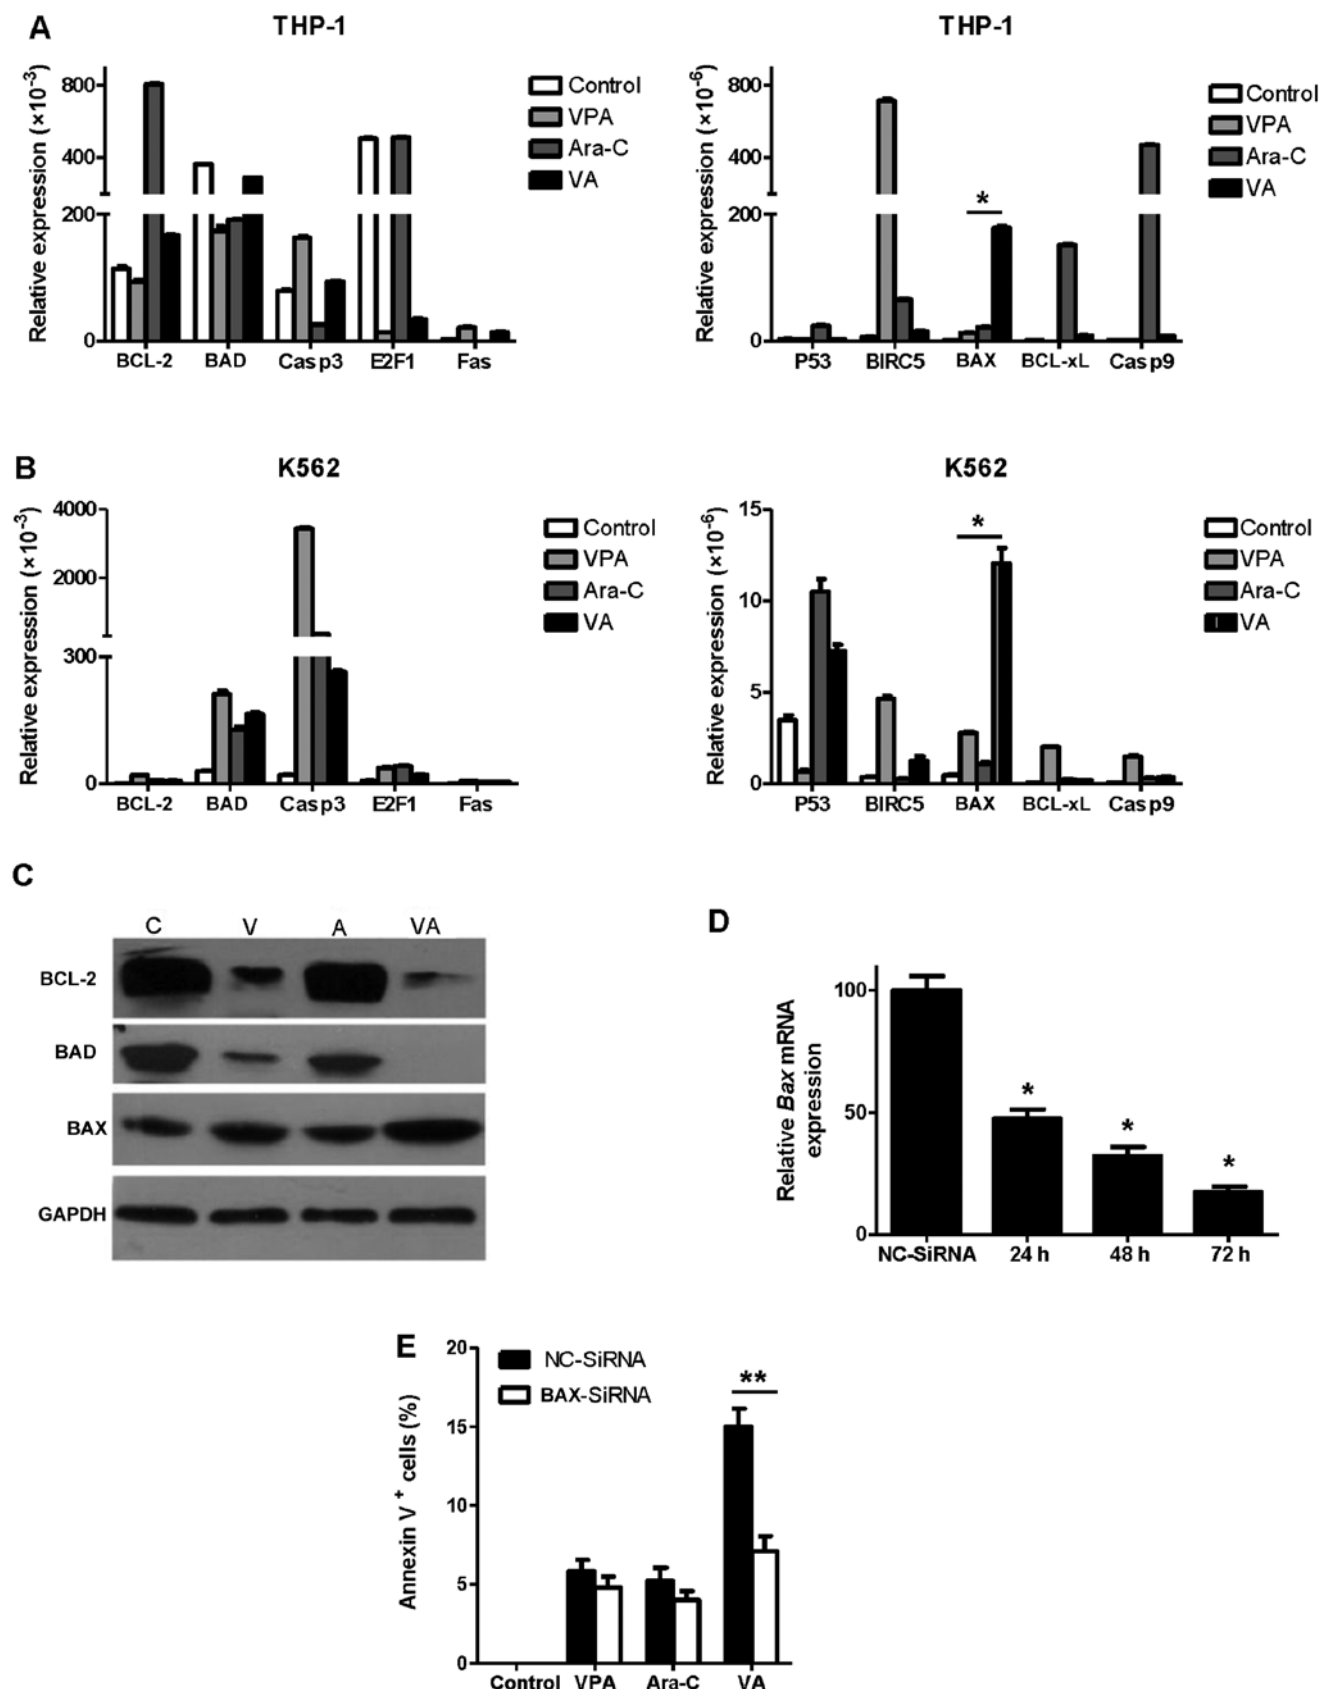 A
THP-1
Relative expression (×10⁻³)
800
400
200
0
BCL-2 BAD Casp3 E2F1 Fas
Control
VPA
Ara-C
VA
THP-1
Relative expression (×10⁻⁶)
800
400
200
0
*
P53 BIRC5 BAX BCL-xL Casp9
Control
VPA
Ara-C
VA
B
K562
Relative expression (×10⁻³)
4000
2000
300
0
BCL-2 BAD Casp3 E2F1 Fas
Control
VPA
Ara-C
VA
K562
Relative expression (×10⁻⁶)
15
10
5
0
*
P53 BIRC5 BAX BCL-xL Casp9
Control
VPA
Ara-C
VA
C
C V A VA
BCL-2
BAD
BAX
GAPDH
D
Relative Bax mRNA
expression
100
50
0
*
*
*
NC-SiRNA 24 h 48 h 72 h
E
Annexin V + cells (%)
20
15
10
5
0
NC-SiRNA
BAX-SiRNA
**
Control VPA Ara-C VA